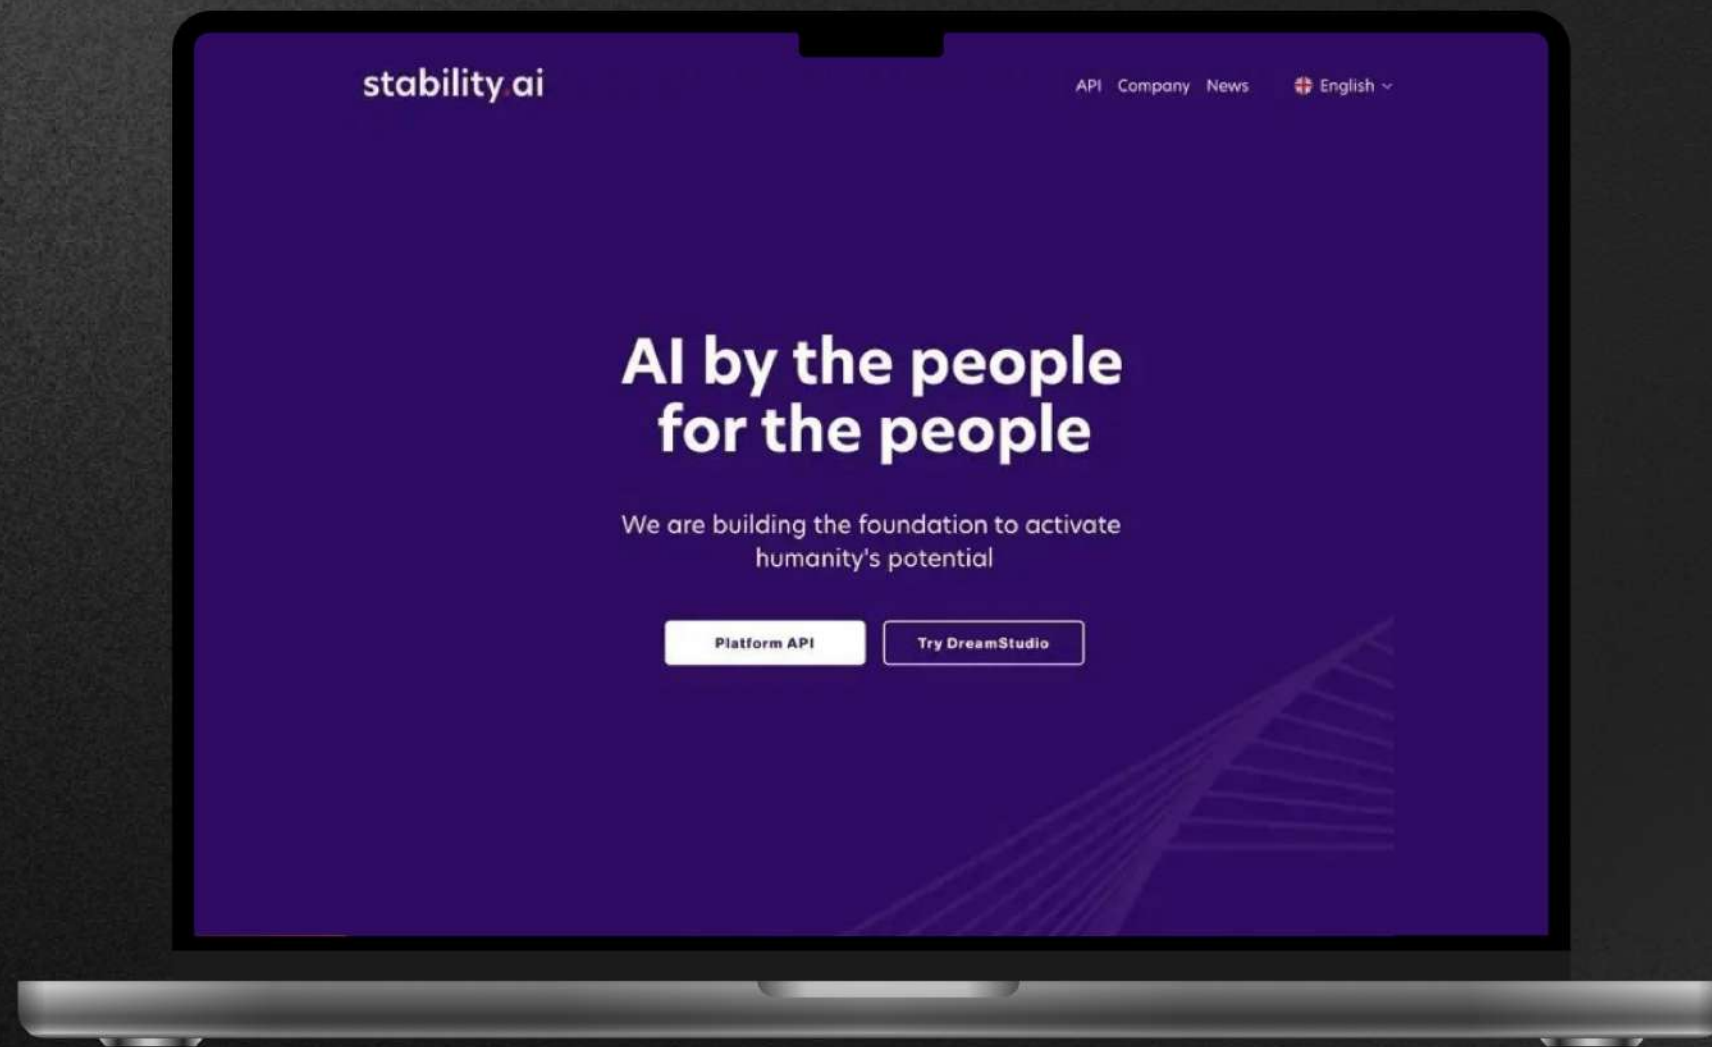 stability.ai
API Company News English
AI by the people
for the people
We are building the foundation to activate
humanity's potential
Platform API Try DreamStudio